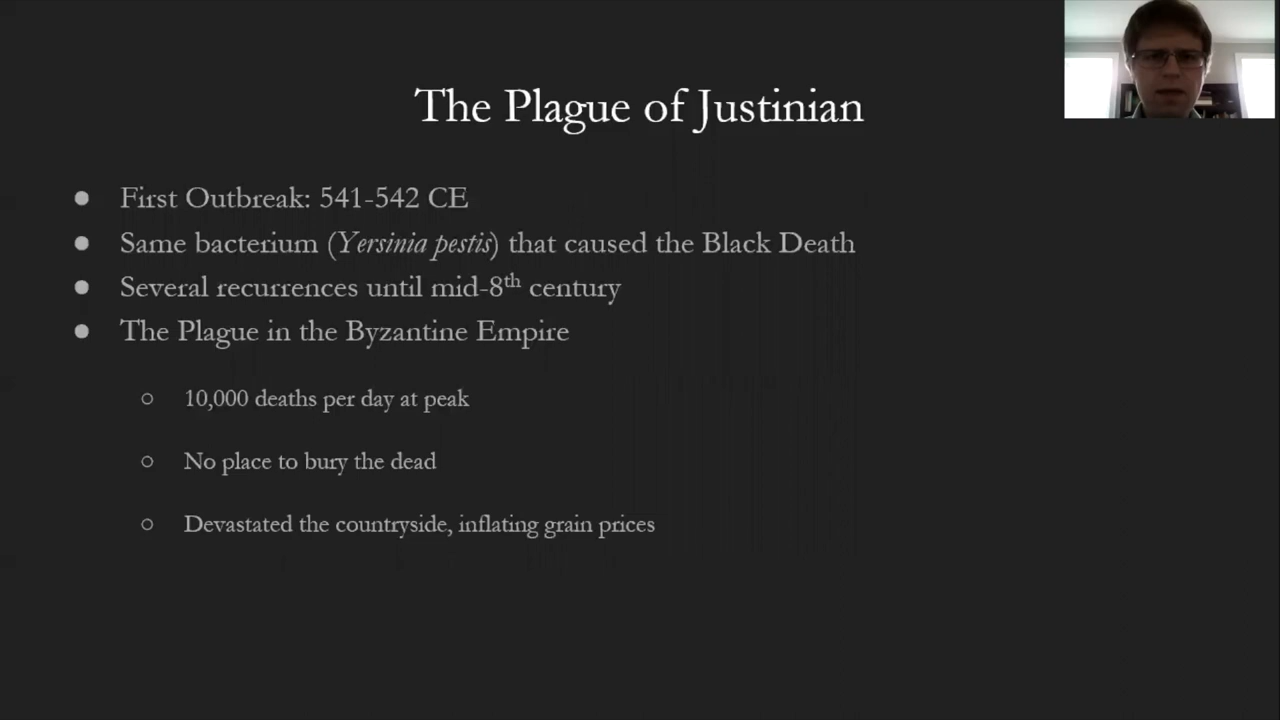 The Plague of Justinian
● First Outbreak: 541-542 CE
● Same bacterium (Yersinia pestis) that caused the Black Death
● Several recurrences until mid-8th century
● The Plague in the Byzantine Empire
○ 10,000 deaths per day at peak
○ No place to bury the dead
○ Devastated the countryside, inflating grain prices